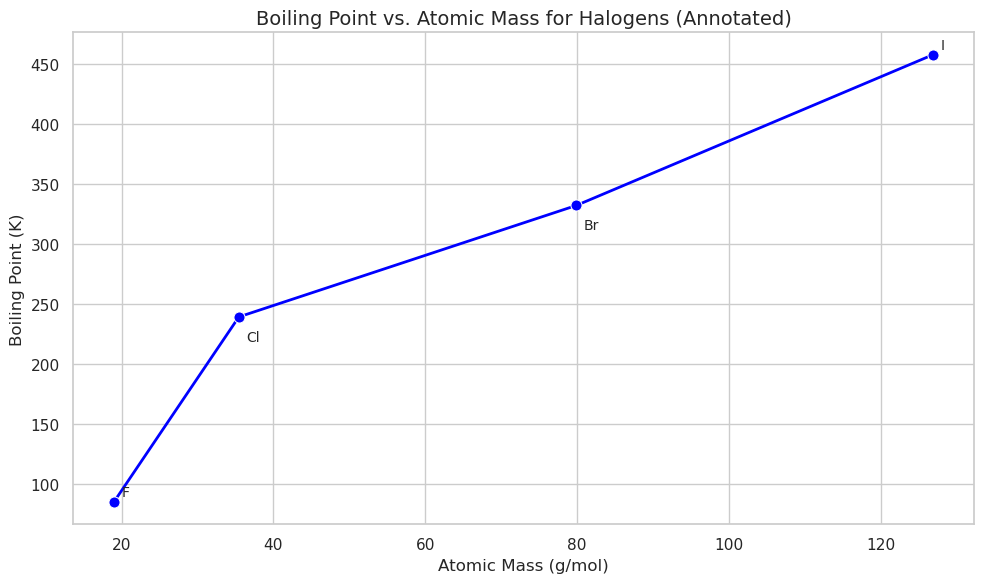 Boiling Point vs. Atomic Mass for Halogens (Annotated)
Boiling Point (K)
450
400
350
300
250
200
150
100
I
Br
Cl
F
20
40
60
80
100
120
Atomic Mass (g/mol)